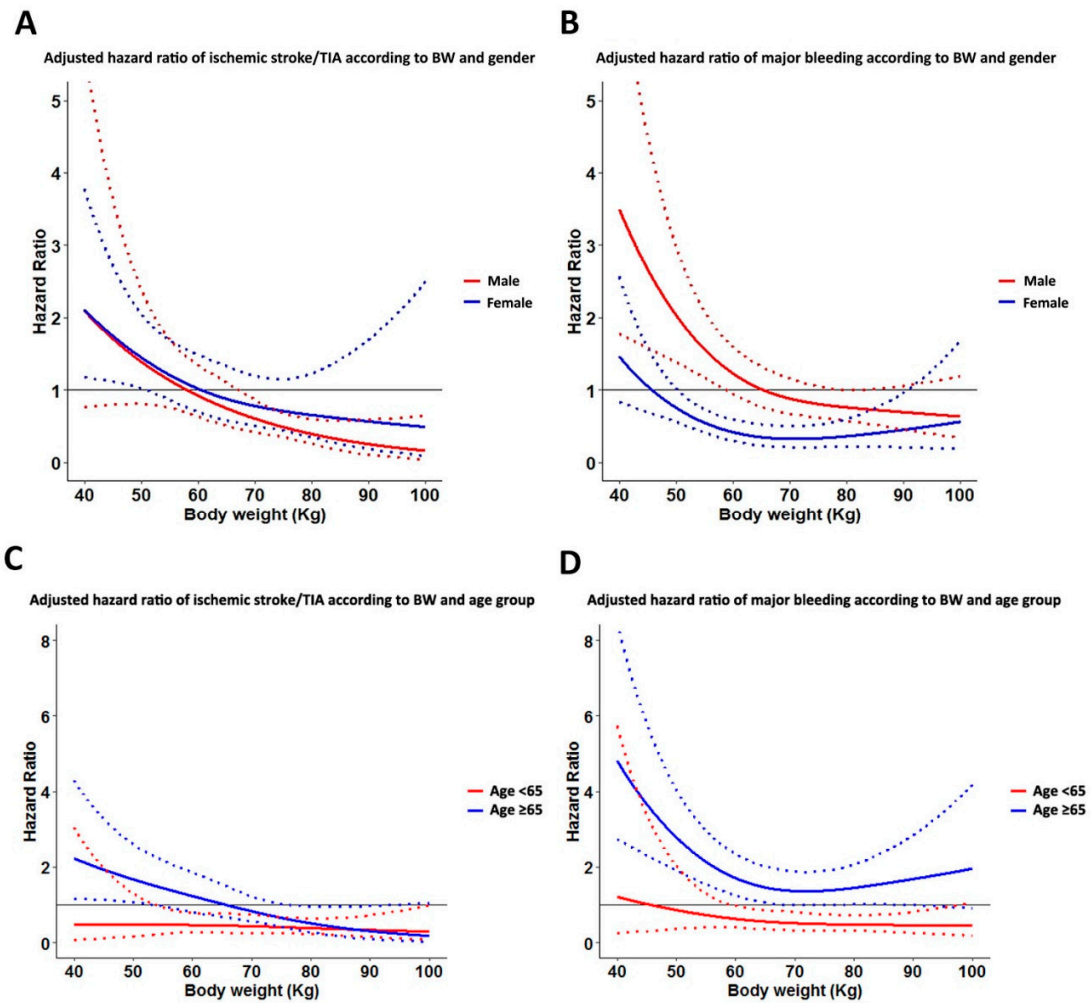 A
Adjusted hazard ratio of ischemic stroke/TIA according to BW and gender
5
4
3
2
1
0
Hazard Ratio
40 50 60 70 80 90 100
Body weight (Kg)
Male
Female
B
Adjusted hazard ratio of major bleeding according to BW and gender
5
4
3
2
1
0
Hazard Ratio
40 50 60 70 80 90 100
Body weight (Kg)
Male
Female
C
Adjusted hazard ratio of ischemic stroke/TIA according to BW and age group
8
6
4
2
1
0
Hazard Ratio
40 50 60 70 80 90 100
Body weight (Kg)
Age <65
Age ≥65
D
Adjusted hazard ratio of major bleeding according to BW and age group
8
6
4
2
1
0
Hazard Ratio
40 50 60 70 80 90 100
Body weight (Kg)
Age <65
Age ≥65